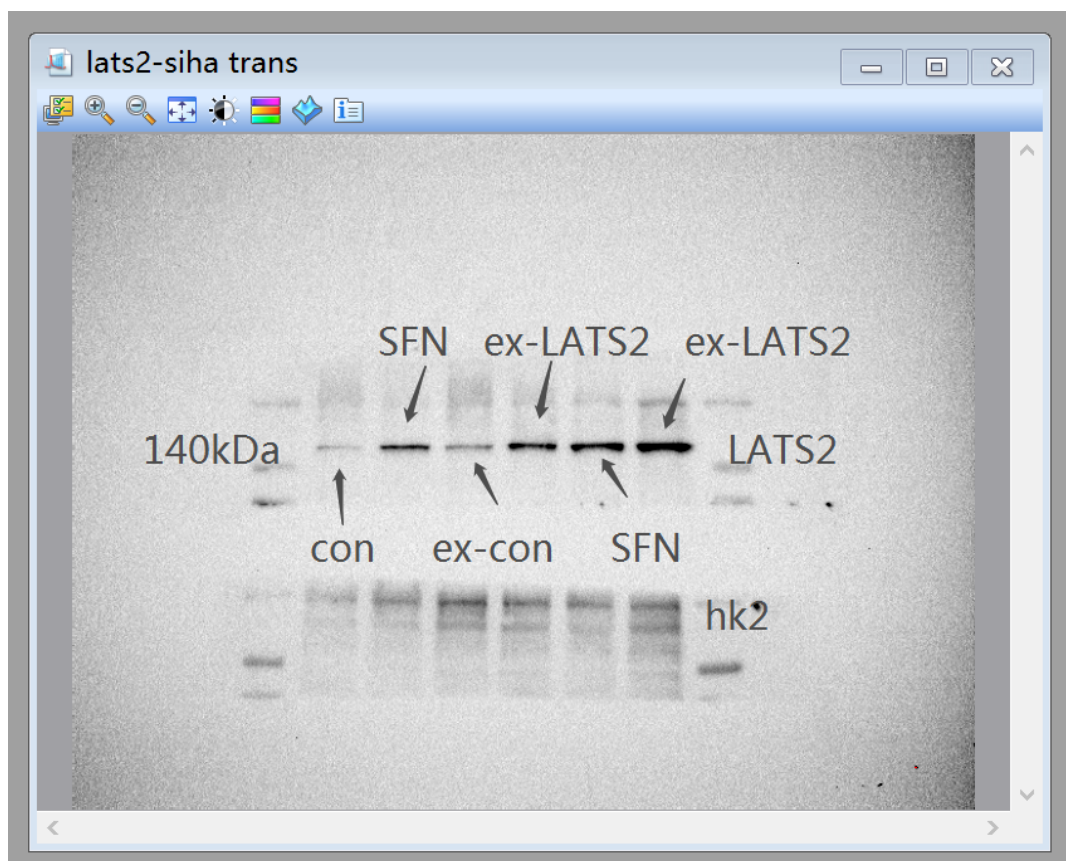 lats2-siha trans
SFN ex-LATS2 ex-LATS2
140kDa LATS2
con ex-con SFN
hk2